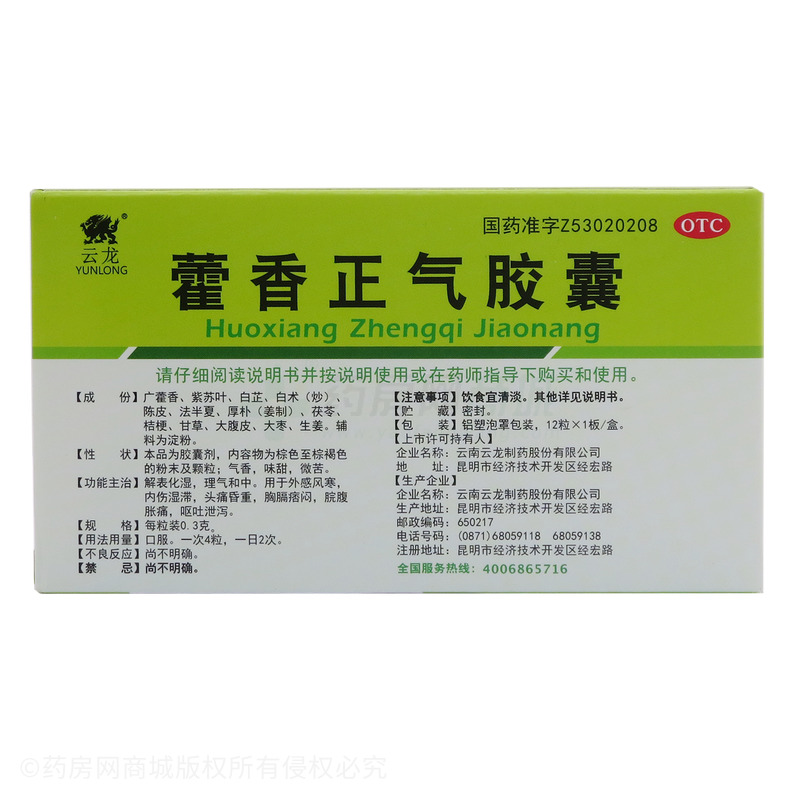 国药准字Z53020208 OTC
云龙®
YUNLONG
藿香正气胶囊
Huoxiang Zhengqi Jiaonang
请仔细阅读说明书并按说明使用或在药师指导下购买和使用。
【成 份】广藿香、紫苏叶、白芷、白术（炒）、
陈皮、法半夏、厚朴（姜制）、茯苓、
桔梗、甘草、大腹皮、大枣、生姜。辅
料为淀粉。
【性 状】本品为胶囊剂，内容物为棕色至棕褐色
的粉末及颗粒；气香，味甜，微苦。
【功能主治】解表化湿，理气和中。用于外感风寒，
内伤湿滞，头痛昏重，胸膈痞闷，脘腹
胀痛，呕吐泄泻。
【规 格】每粒装0.3克。
【用法用量】口服。一次4粒，一日2次。
【不良反应】尚不明确。
【禁 忌】尚不明确。
【注意事项】饮食宜清淡。其他详见说明书。
【贮 藏】密封。
【包 装】铝塑泡罩包装，12粒×1板/盒。
【上市许可持有人】
企业名称：云南云龙制药股份有限公司
地 址：昆明市经济技术开发区经宏路
【生产企业】
企业名称：云南云龙制药股份有限公司
生产地址：昆明市经济技术开发区经宏路
邮政编码：650217
电话号码：(0871)68059118 68059138
注册地址：昆明市经济技术开发区经宏路
全国服务热线：4006865716
©药房网商城版权所有侵权必究